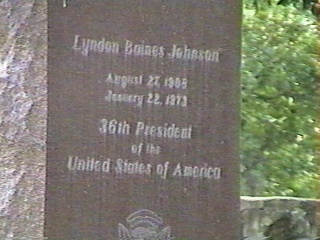 Lyndon Baines Johnson
August 27, 1908
January 22, 1973
36th President
of the
United States of America